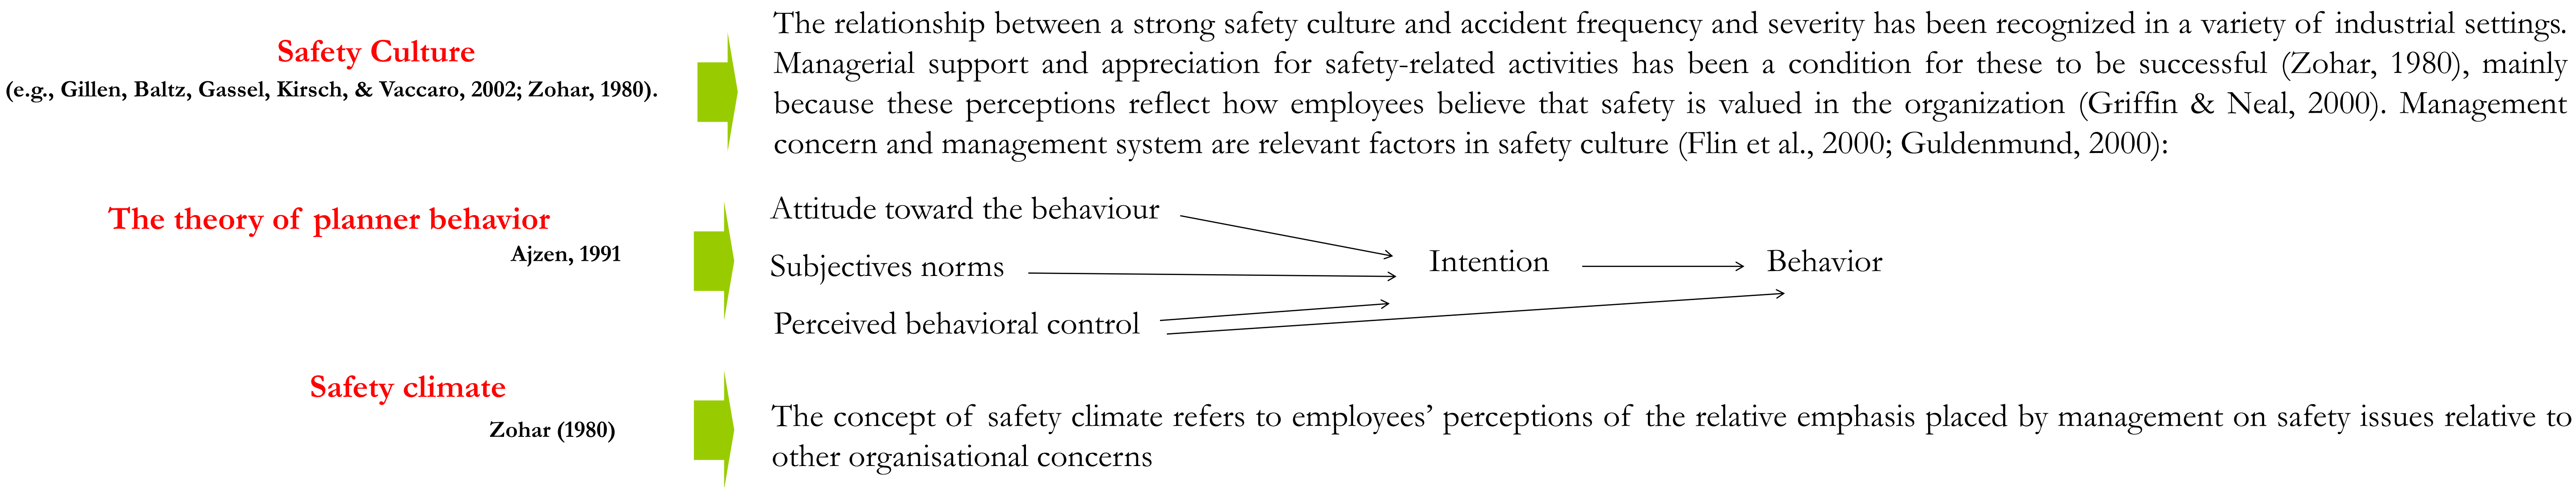 Safety Culture
(e.g., Gillen, Baltz, Gassel, Kirsch, & Vaccaro, 2002; Zohar, 1980).
The relationship between a strong safety culture and accident frequency and severity has been recognized in a variety of industrial settings.
Managerial support and appreciation for safety-related activities has been a condition for these to be successful (Zohar, 1980), mainly
because these perceptions reflect how employees believe that safety is valued in the organization (Griffin & Neal, 2000). Management
concern and management system are relevant factors in safety culture (Flin et al., 2000; Guldenmund, 2000):
The theory of planner behavior
Ajzen, 1991
Attitude toward the behaviour
Subjectives norms
Perceived behavioral control
Intention
Behavior
Safety climate
Zohar (1980)
The concept of safety climate refers to employees’ perceptions of the relative emphasis placed by management on safety issues relative to
other organisational concerns